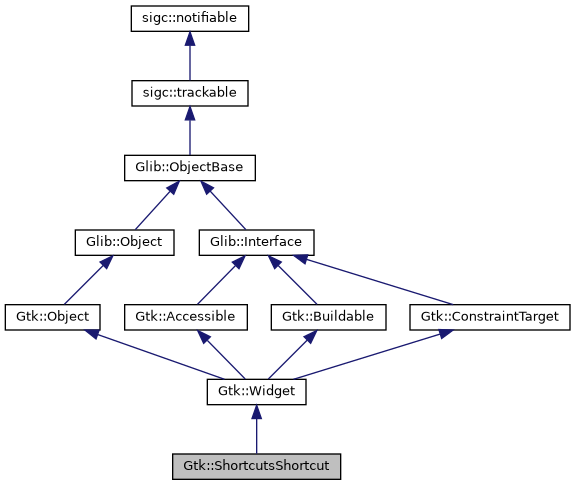 sigc::notifiable
sigc::trackable
Glib::ObjectBase
Glib::Object
Glib::Interface
Gtk::Object
Gtk::Accessible
Gtk::Buildable
Gtk::ConstraintTarget
Gtk::Widget
Gtk::ShortcutsShortcut